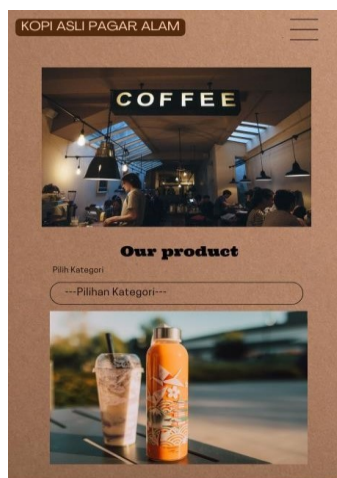 KOPI ASLI PAGAR ALAM
COFFEE
Our product
Pilih Kategori
---Pilihan Kategori---